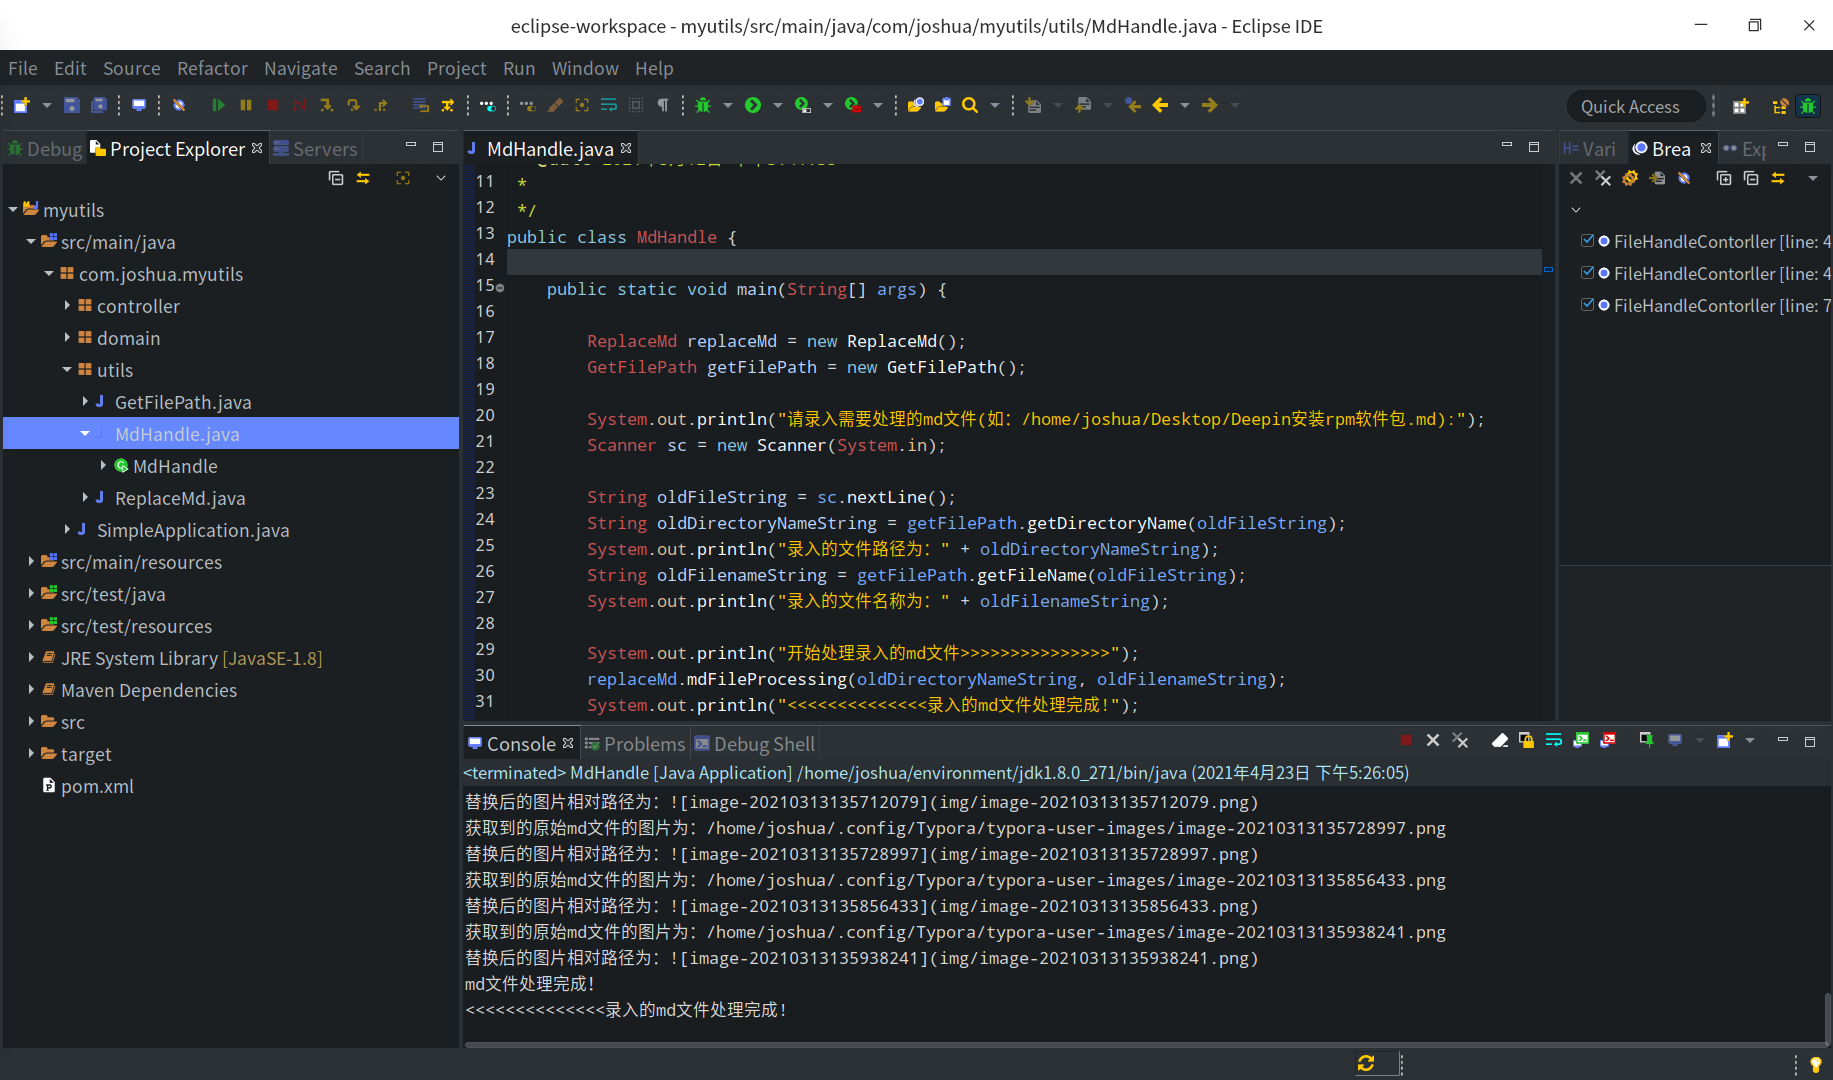 eclipse-workspace - myutils/src/main/java/com/joshua/myutils/utils/MdHandle.java - Eclipse IDE
File Edit Source Refactor Navigate Search Project Run Window Help
Quick Access
Debug Project Explorer Servers
myutils
src/main/java
com.joshua.myutils
controller
domain
utils
GetFilePath.java
MdHandle.java
MdHandle
ReplaceMd.java
SimpleApplication.java
src/main/resources
src/test/java
src/test/resources
JRE System Library [JavaSE-1.8]
Maven Dependencies
src
target
pom.xml
MdHandle.java
11 *
12 */
13 public class MdHandle {
14
15 public static void main(String[] args) {
16
17 ReplaceMd replaceMd = new ReplaceMd();
18 GetFilePath getFilePath = new GetFilePath();
19
20 System.out.println("请录入需要处理的md文件(如：/home/joshua/Desktop/Deepin安装rpm软件包.md):");
21 Scanner sc = new Scanner(System.in);
22
23 String oldFileString = sc.nextLine();
24 String oldDirectoryNameString = getFilePath.getDirectoryName(oldFileString);
25 System.out.println("录入的文件路径为：" + oldDirectoryNameString);
26 String oldFilenameString = getFilePath.getFileName(oldFileString);
27 System.out.println("录入的文件名称为：" + oldFilenameString);
28
29 System.out.println("开始处理录入的md文件>>>>>>>>>>>>>>>");
30 replaceMd.mdFileProcessing(oldDirectoryNameString, oldFilenameString);
31 System.out.println("<<<<<<<<<<<<<<录入的md文件处理完成！");
Vari Brea Exp
FileHandleContorller [line: 4
FileHandleContorller [line: 4
FileHandleContorller [line: 7
Console Problems Debug Shell
<terminated> MdHandle [Java Application] /home/joshua/environment/jdk1.8.0_271/bin/java (2021年4月23日 下午5:26:05)
替换后的图片相对路径为：![image-20210313135712079](img/image-20210313135712079.png)
获取到的原始md文件的图片为：/home/joshua/.config/Typora/typora-user-images/image-20210313135728997.png
替换后的图片相对路径为：![image-20210313135728997](img/image-20210313135728997.png)
获取到的原始md文件的图片为：/home/joshua/.config/Typora/typora-user-images/image-20210313135856433.png
替换后的图片相对路径为：![image-20210313135856433](img/image-20210313135856433.png)
获取到的原始md文件的图片为：/home/joshua/.config/Typora/typora-user-images/image-20210313135938241.png
替换后的图片相对路径为：![image-20210313135938241](img/image-20210313135938241.png)
md文件处理完成！
<<<<<<<<<<<<<<录入的md文件处理完成！